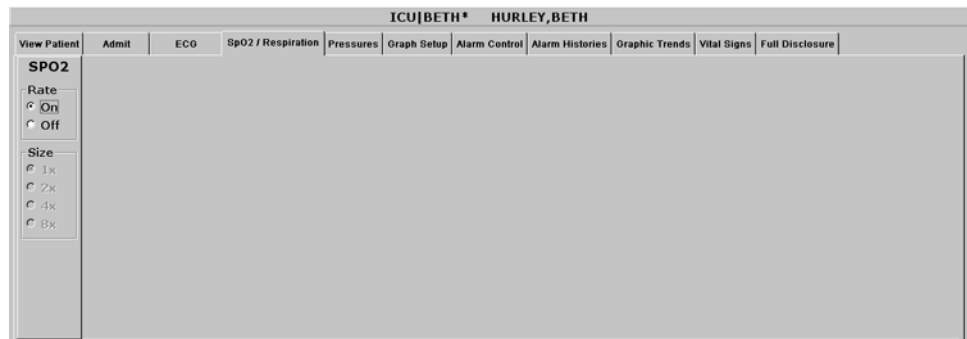 ICU|BETH* HURLEY,BETH
View Patient Admit ECG SpO2 / Respiration Pressures Graph Setup Alarm Control Alarm Histories Graphic Trends Vital Signs Full Disclosure
SPO2
Rate
On
Off
Size
1x
2x
4x
8x